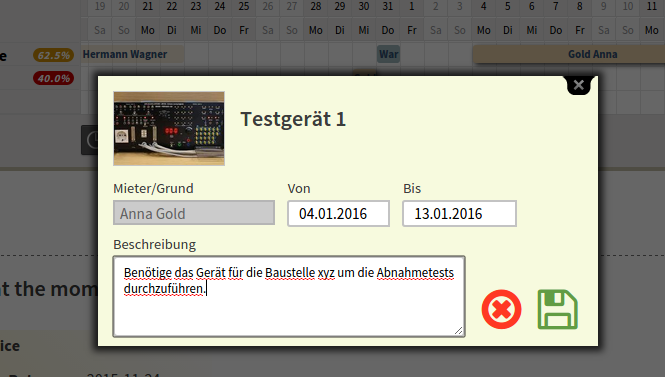 19 20 21 22 23 24 25 26 27 28 29 30 31 1 2 3 4 5 6 7 8 9 10 11
Sa So Mo Di Mi Do Fr Sa So Mo Di Mi Do Fr Sa So Mo Di Mi Do Fr Sa So Mo
e 62.5% Hermann Wagner War Gold Anna
40.0%
Testgerät 1
Mieter/Grund Von Bis
Anna Gold 04.01.2016 13.01.2016
Beschreibung
Benötige das Gerät für die Baustelle xyz um die Abnahmetests
durchzuführen.
at the mom
ice